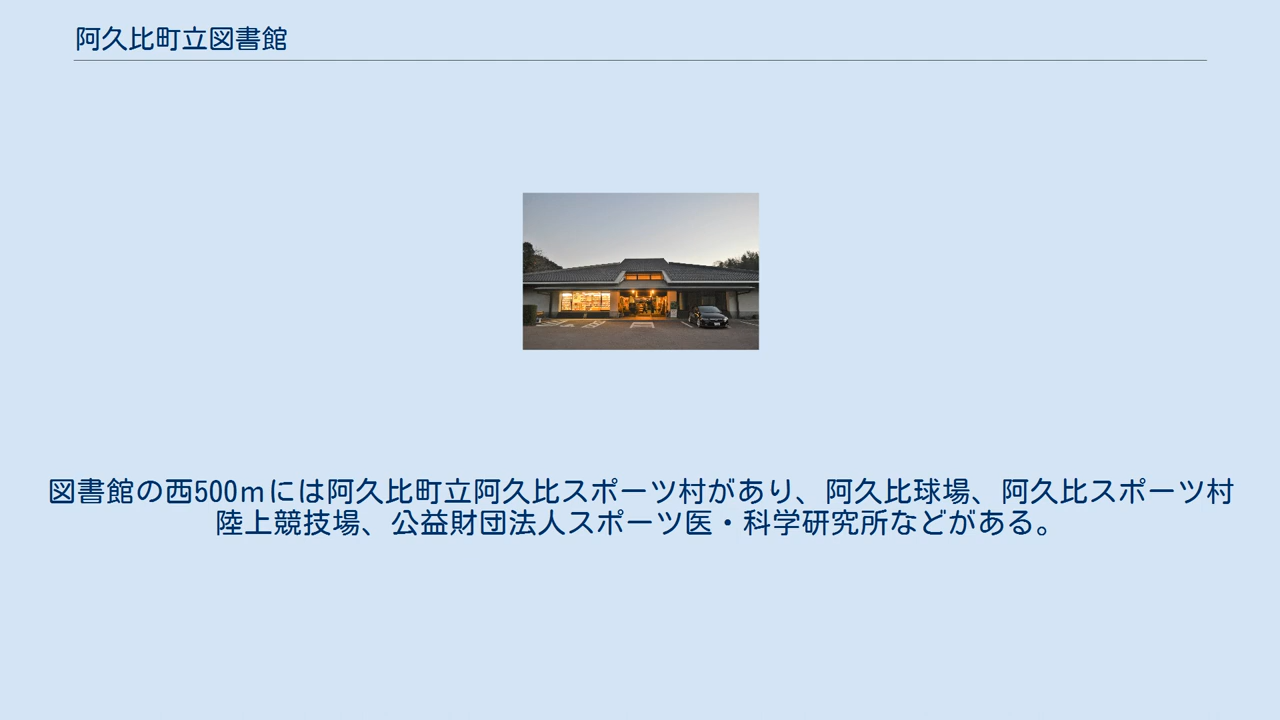 阿久比町立図書館
図書館の西500ｍには阿久比町立阿久比スポーツ村があり、阿久比球場、阿久比スポーツ村
陸上競技場、公益財団法人スポーツ医・科学研究所などがある。